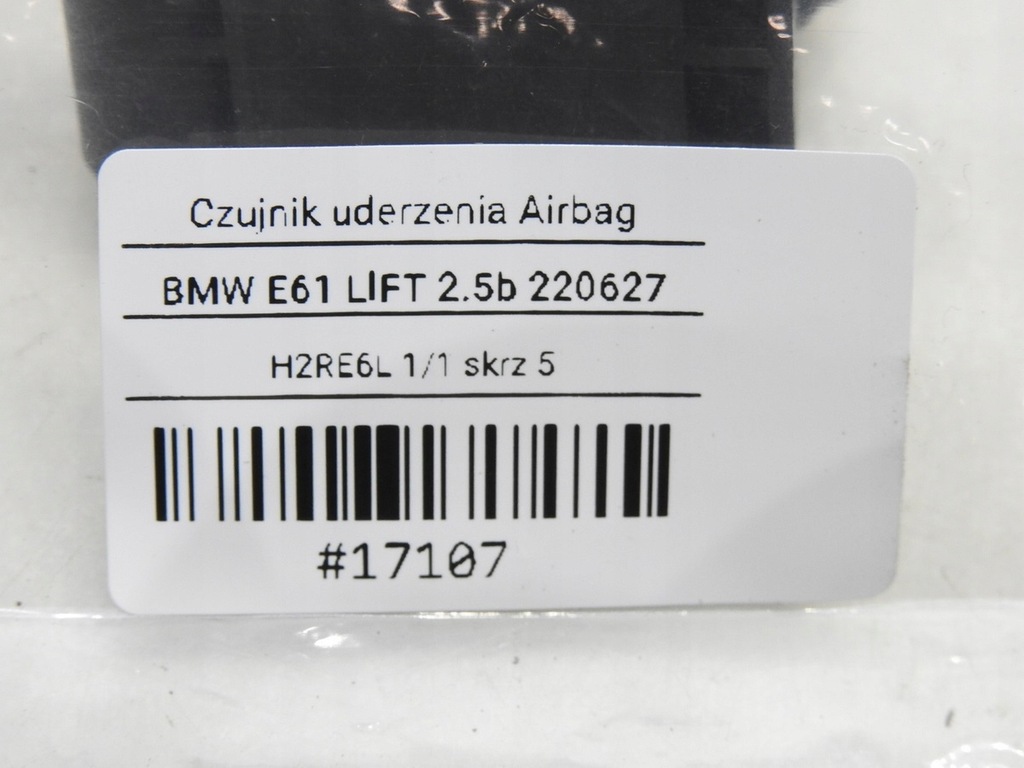 Czujnik uderzenia Airbag
BMW E61 LIFT 2.5b 220627
H2RE6L 1/1 skrz 5
#17107